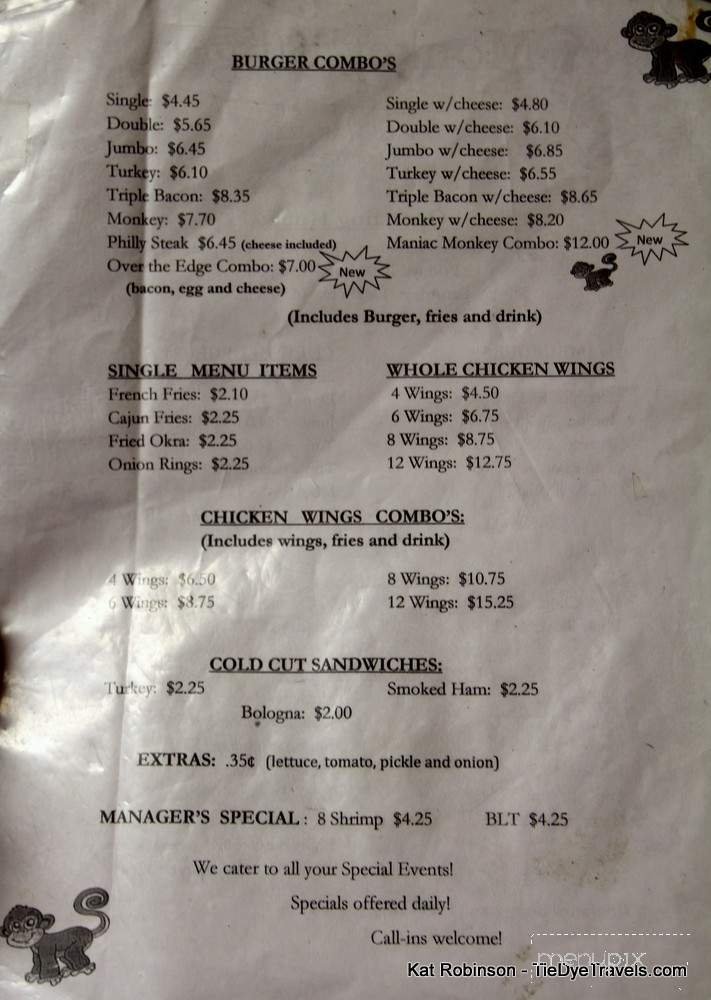 BURGER COMBO'S
Single: $4.45
Double: $5.65
Jumbo: $6.45
Turkey: $6.10
Triple Bacon: $8.35
Monkey: $7.70
Philly Steak $6.45 (cheese included)
Over the Edge Combo: $7.00 New
(bacon, egg and cheese)
Single w/cheese: $4.80
Double w/cheese: $6.10
Jumbo w/cheese: $6.85
Turkey w/cheese: $6.55
Triple Bacon w/cheese: $8.65
Monkey w/cheese: $8.20
Maniac Monkey Combo: $12.00 New
(Includes Burger, fries and drink)
SINGLE MENU ITEMS
French Fries: $2.10
Cajun Fries: $2.25
Fried Okra: $2.25
Onion Rings: $2.25
WHOLE CHICKEN WINGS
4 Wings: $4.50
6 Wings: $6.75
8 Wings: $8.75
12 Wings: $12.75
CHICKEN WINGS COMBO'S:
(Includes wings, fries and drink)
4 Wings: $6.50
6 Wings: $8.75
8 Wings: $10.75
12 Wings: $15.25
COLD CUT SANDWICHES:
Turkey: $2.25
Smoked Ham: $2.25
Bologna: $2.00
EXTRAS: .35¢ (lettuce, tomato, pickle and onion)
MANAGER'S SPECIAL: 8 Shrimp $4.25 BLT $4.25
We cater to all your Special Events!
Specials offered daily!
Call-ins welcome!
menupix
Kat Robinson - TieDyeTravels.com